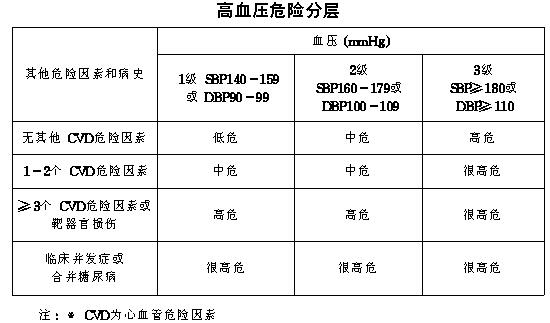 高血压危险分层
其他危险因素和病史
血压 (mmHg)
1级 SBP140-159
或 DBP90-99
2级
SBP160-179或
DBP100-109
3级
SBP≥180或
DBP≥110
无其他 CVD危险因素
低危
中危
高危
1-2个 CVD危险因素
中危
中危
很高危
≥3个 CVD危险因素或
靶器官损伤
高危
高危
很高危
临床并发症或
合并糖尿病
很高危
很高危
很高危
注: * CVD为心血管危险因素